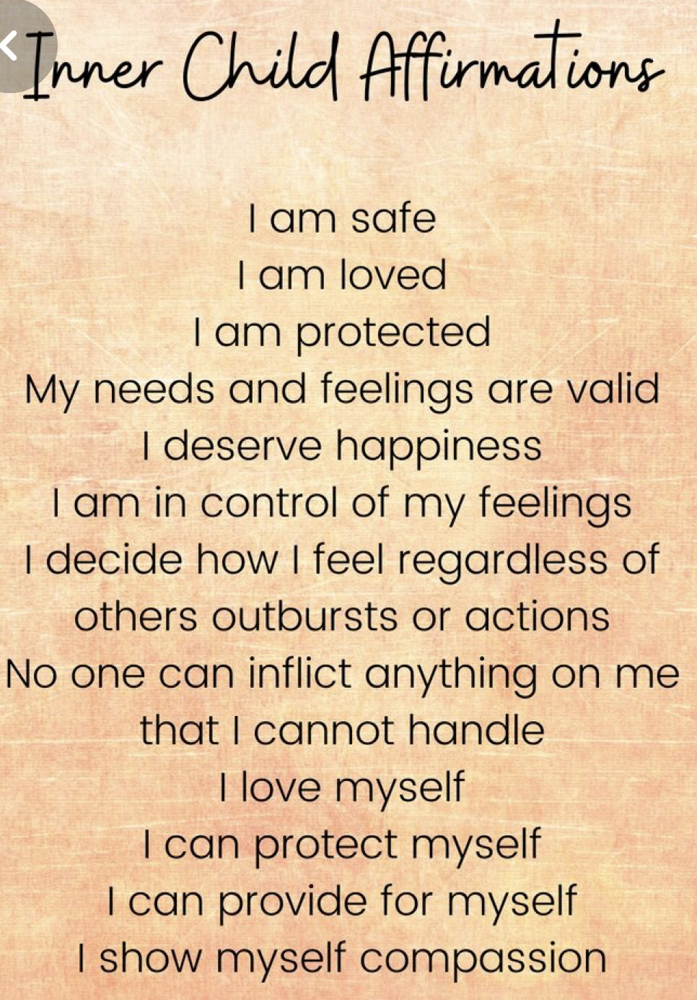 Inner Child Affirmations
I am safe
I am loved
I am protected
My needs and feelings are valid
I deserve happiness
I am in control of my feelings
I decide how I feel regardless of
others outbursts or actions
No one can inflict anything on me
that I cannot handle
I love myself
I can protect myself
I can provide for myself
I show myself compassion